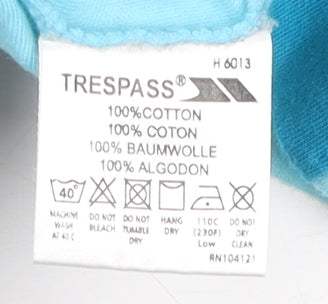 H 6013
TRESPASS®
100%COTTON
100% COTON
100% BAUMWOLLE
100% ALGODON
40°
MACHINE WASH AT 40 C
DO NOT BLEACH
DO NOT TUMBLE DRY
HANG DRY
110C (230F) Low
DO NOT DRY CLEAN
RN104121